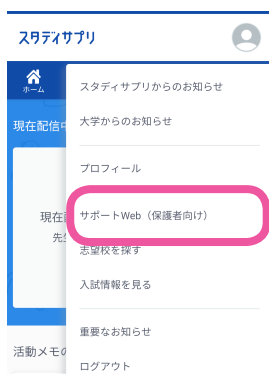 スタディサプリ
ホーム
スタディサプリからのお知らせ
大学からのお知らせ
現在配信中
プロフィール
現在
サポートWeb（保護者向け）
先生
志望校を探す
入試情報を見る
重要なお知らせ
活動メモの
ログアウト